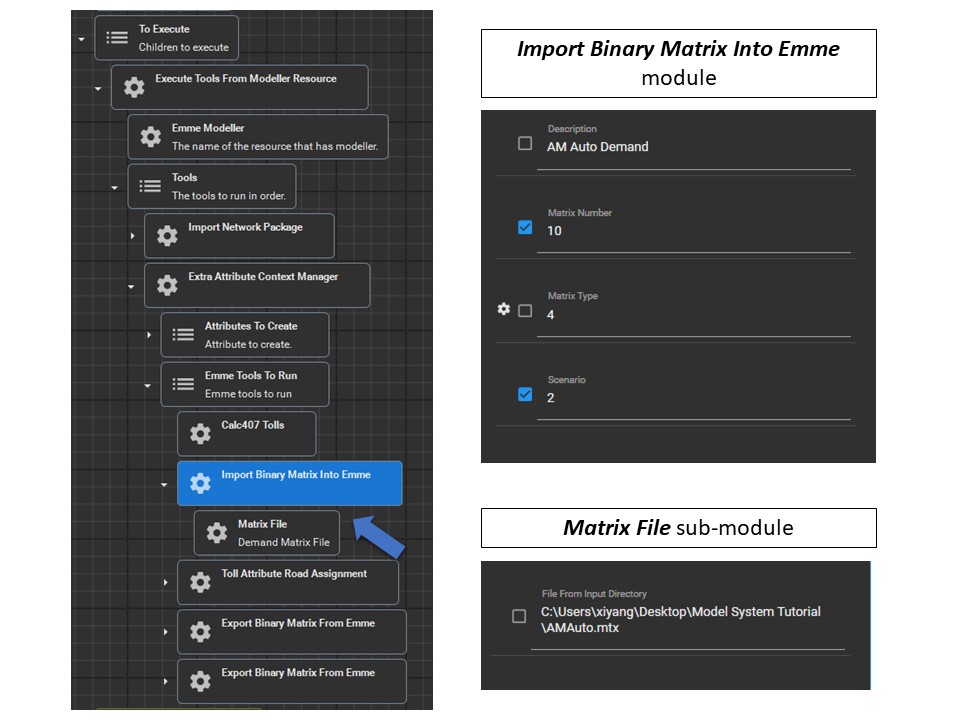 To Execute
Children to execute
Execute Tools From Modeller Resource
Emme Modeller
The name of the resource that has modeller.
Tools
The tools to run in order.
Import Network Package
Extra Attribute Context Manager
Attributes To Create
Attribute to create.
Emme Tools To Run
Emme tools to run
Calc407 Tolls
Import Binary Matrix Into Emme
Matrix File
Demand Matrix File
Toll Attribute Road Assignment
Export Binary Matrix From Emme
Export Binary Matrix From Emme
Import Binary Matrix Into Emme
module
Description
AM Auto Demand
Matrix Number
10
Matrix Type
4
Scenario
2
Matrix File sub-module
File From Input Directory
C:\Users\xiyang\Desktop\Model System Tutorial
\AMAuto.mtx